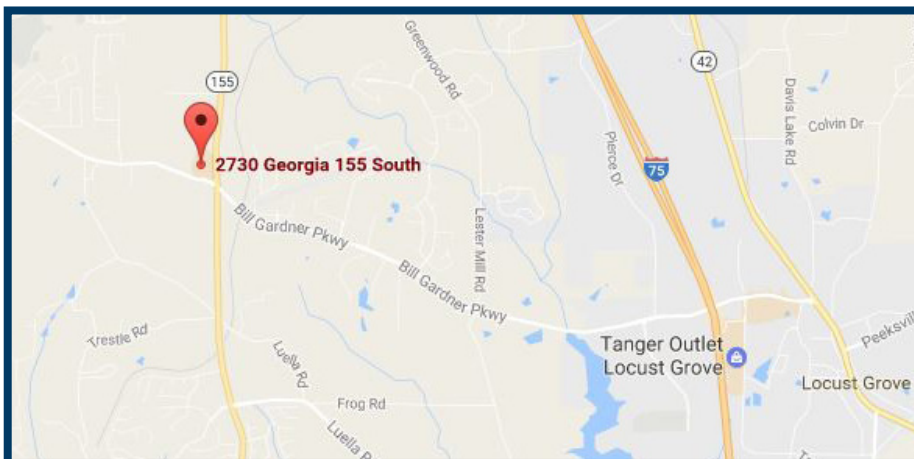 Greenwood Rd
42
155
Davis Lake Rd
Colvin Dr
Pierce Dr
2730 Georgia 155 South
75
Bill Gardner Pkwy
Lester Mill Rd
Bill Gardner Pkwy
Trestle Rd
Luella Rd
Tanger Outlet
Locust Grove
Peeksvill
Locust Grove
Frog Rd
Luella R